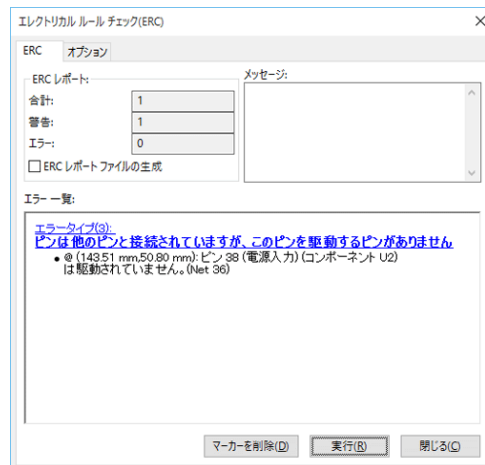 エレクトリカル ルール チェック(ERC)
ERC
オプション
ERC レポート:
合計:
1
警告:
1
エラー:
0
ERC レポート ファイルの生成
メッセージ:
エラー 一覧:
エラータイプ(3):
ピンは他のピンと接続されていますが、このピンを駆動するピンがありません
• @ (143.51 mm,50.80 mm): ピン 38 (電源入力) (コンポーネント U2)
は駆動されていません。(Net 36)
マーカーを削除(D)
実行(R)
閉じる(C)